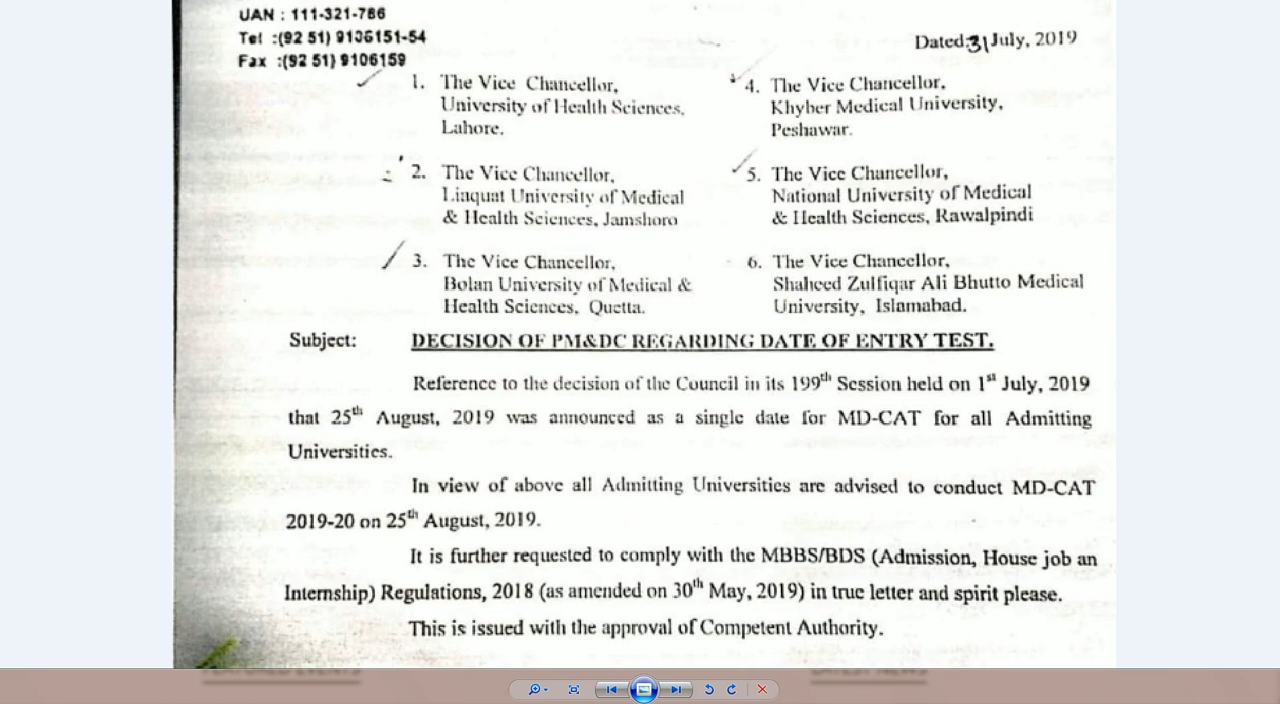 UAN : 111-321-786
Tel :(92 51) 9106151-54
Fax :(92 51) 9106159
Dated 31 July, 2019
1. The Vice Chancellor,
University of Health Sciences,
Lahore.
2. The Vice Chancellor,
Liaquat University of Medical
& Health Sciences, Jamshoro
3. The Vice Chancellor,
Bolan University of Medical &
Health Sciences, Quetta.
4. The Vice Chancellor,
Khyber Medical University,
Peshawar.
5. The Vice Chancellor,
National University of Medical
& Health Sciences, Rawalpindi
6. The Vice Chancellor,
Shaheed Zulfiqar Ali Bhutto Medical
University, Islamabad.
Subject: DECISION OF PM&DC REGARDING DATE OF ENTRY TEST.
Reference to the decision of the Council in its 199th Session held on 1st July, 2019
that 25th August, 2019 was announced as a single date for MD-CAT for all Admitting
Universities.
In view of above all Admitting Universities are advised to conduct MD-CAT
2019-20 on 25th August, 2019.
It is further requested to comply with the MBBS/BDS (Admission, House job an
Internship) Regulations, 2018 (as amended on 30th May, 2019) in true letter and spirit please.
This is issued with the approval of Competent Authority.
FEATURED EVENTS
LATEST NEWS